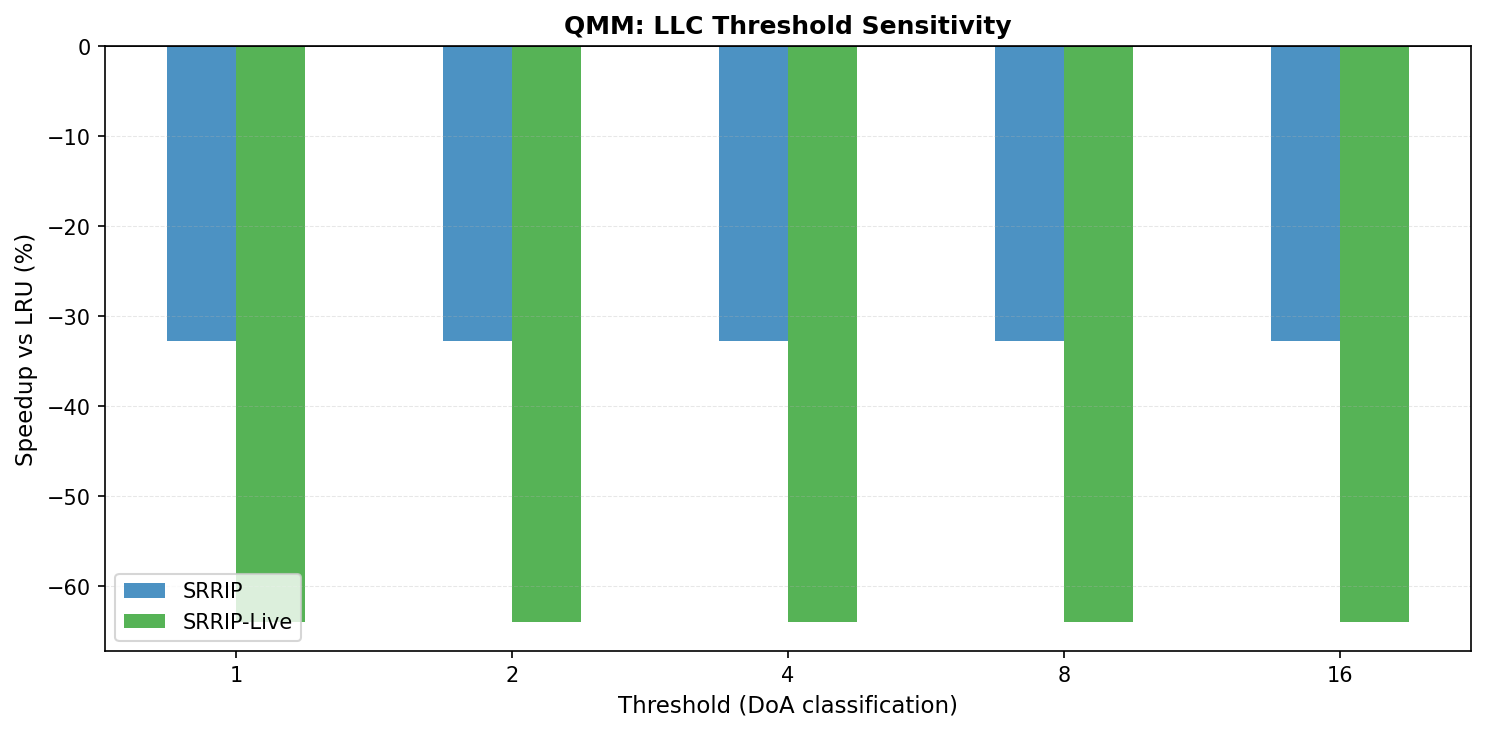 QMM: LLC Threshold Sensitivity
Speedup vs LRU (%)
0
−10
−20
−30
−40
−50
−60
SRRIP
SRRIP-Live
1 2 4 8 16
Threshold (DoA classification)